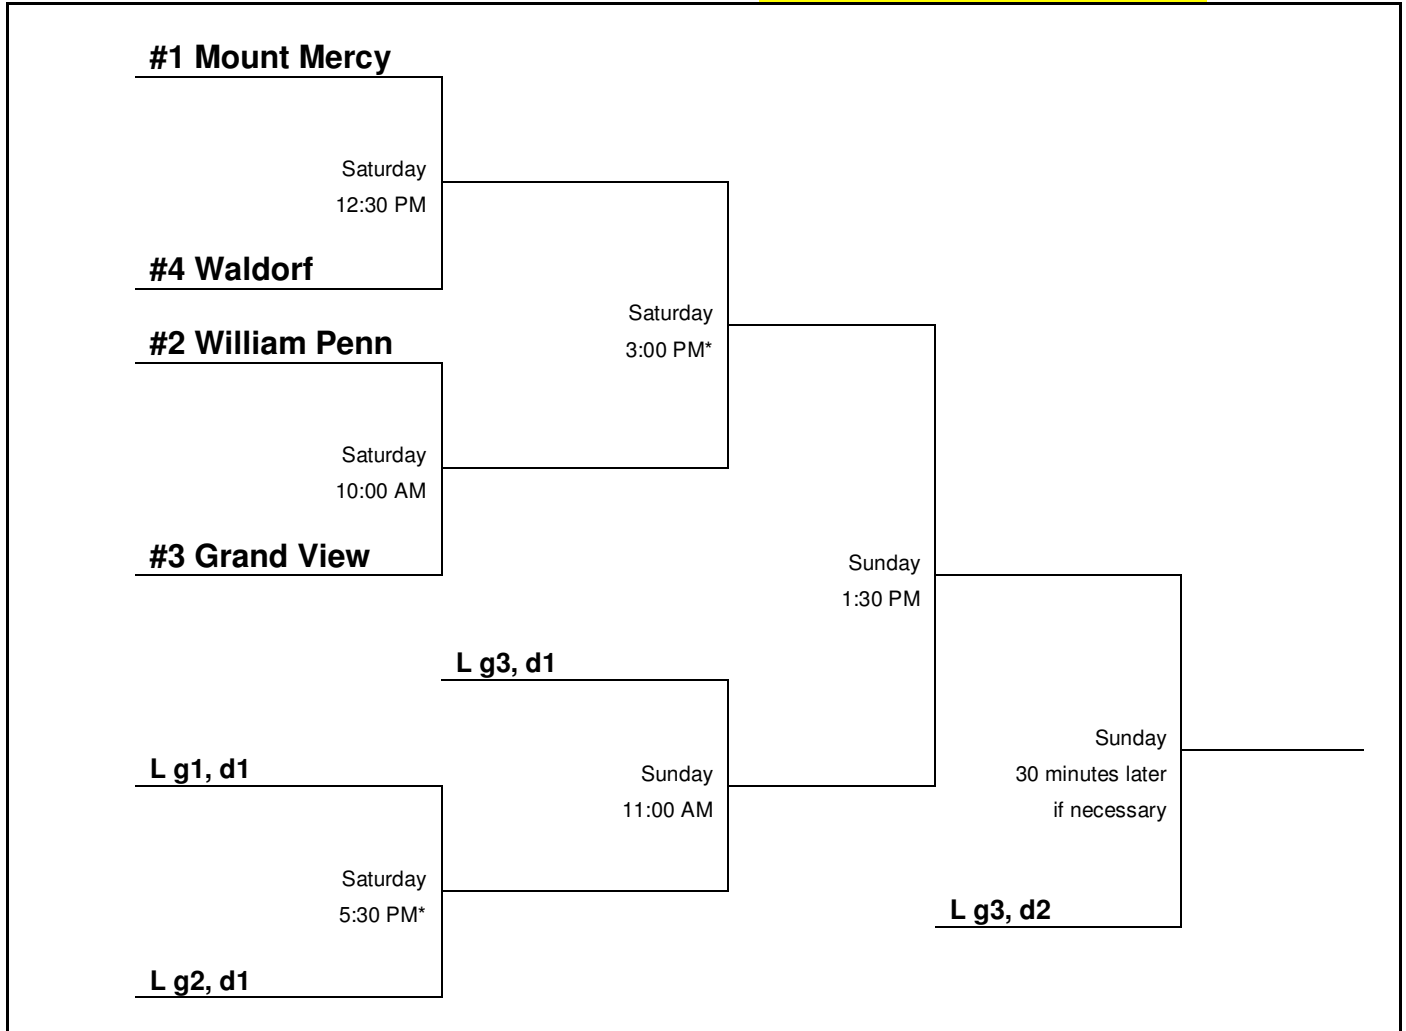 #1 Mount Mercy
Saturday
12:30 PM
#4 Waldorf
#2 William Penn
Saturday
3:00 PM*
Saturday
10:00 AM
#3 Grand View
Sunday
1:30 PM
L g3, d1
L g1, d1
Sunday
11:00 AM
Sunday
30 minutes later
if necessary
Saturday
5:30 PM*
L g3, d2
L g2, d1